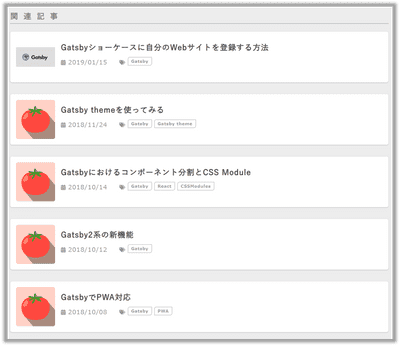 関連記事
Gatsby
Gatsbyショーケースに自分のWebサイトを登録する方法
2019/01/15 Gatsby
Gatsby themeを使ってみる
2018/11/24 Gatsby Gatsby theme
Gatsbyにおけるコンポーネント分割とCSS Module
2018/10/14 Gatsby React CSSModules
Gatsby2系の新機能
2018/10/12 Gatsby
GatsbyでPWA対応
2018/10/08 Gatsby PWA